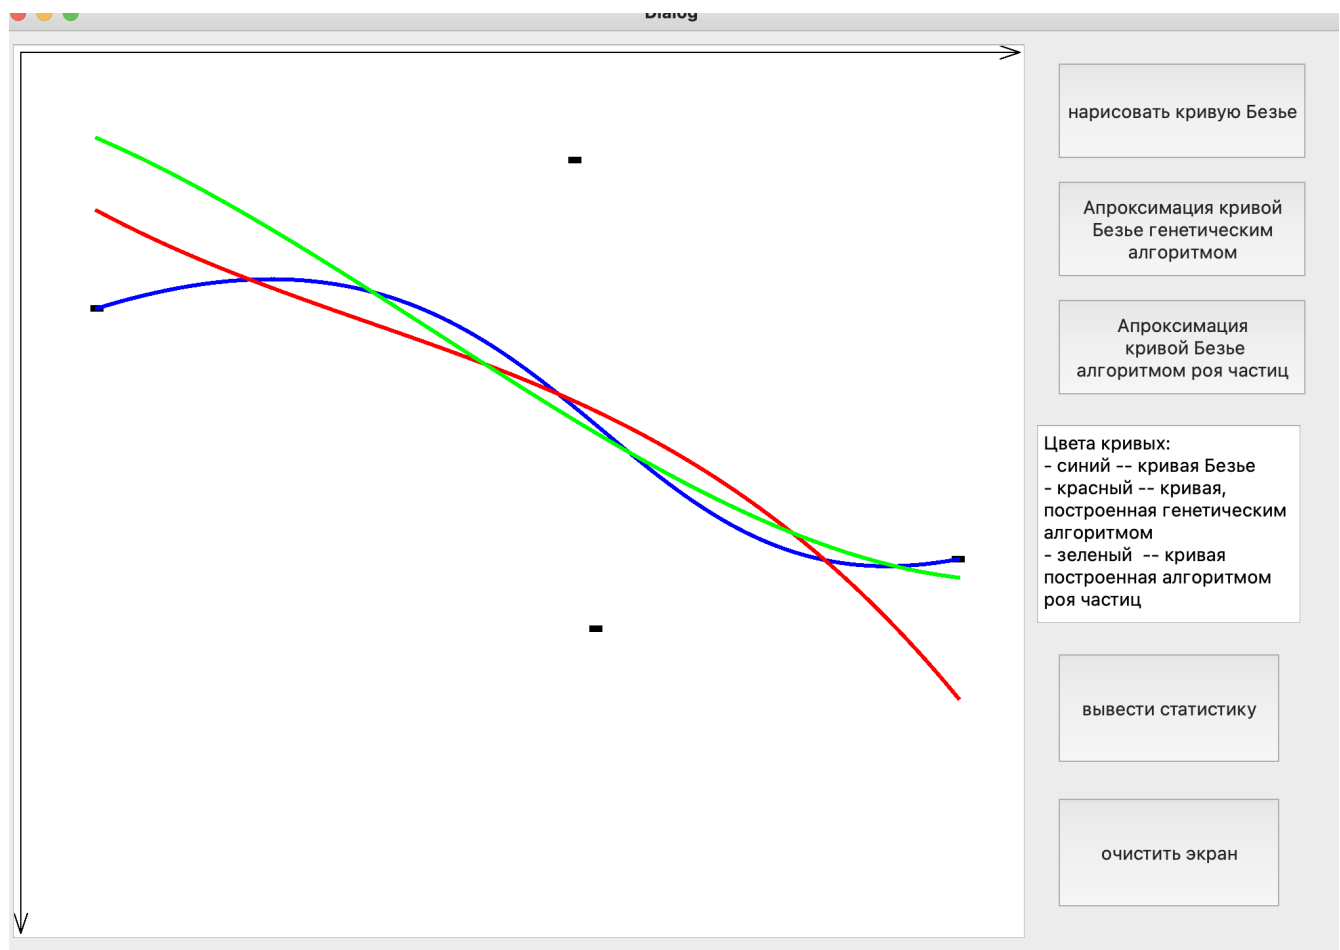 Dialog
нарисовать кривую Безье
Апроксимация кривой
Безье генетическим
алгоритмом
Апроксимация
кривой Безье
алгоритмом роя частиц
Цвета кривых:
- синий -- кривая Безье
- красный -- кривая,
построенная генетическим
алгоритмом
- зеленый  -- кривая
построенная алгоритмом
роя частиц
вывести статистику
очистить экран